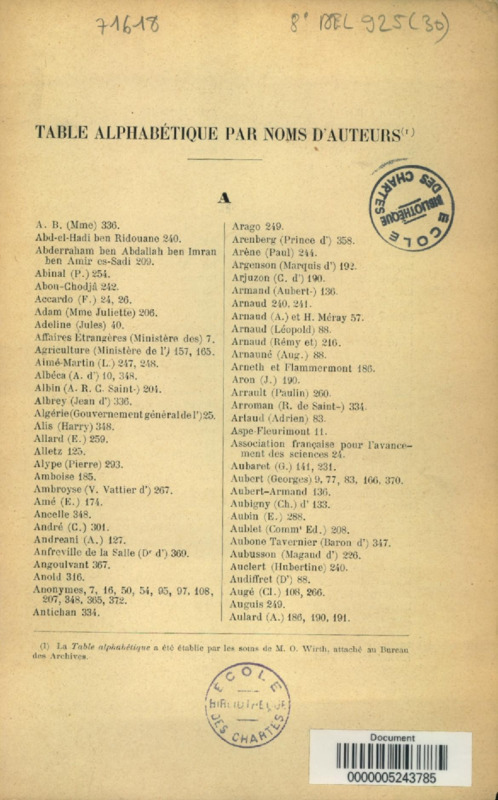 71618
8° DEL 925(30)
TABLE ALPHABÉTIQUE PAR NOMS D'AUTEURS(1)
ECOLE
BIBLIOTHÈQUE
DES CHARTES
A
A. B. (Mme) 336.
Abd-el-Hadi ben Ridouane 240.
Abderraham ben Abdallah ben Imran
ben Amir es-Sadi 209.
Abinal (P.) 254.
Abou-Chodjâ 242.
Accardo (F.) 24, 26.
Adam (Mme Juliette) 206.
Adeline (Jules) 40.
Affaires Étrangères (Ministère des) 7.
Agriculture (Ministère de l') 157, 165.
Aimé-Martin (L.) 247, 248.
Albéca (A. d') 10, 348.
Albin (A. R. C. Saint-) 204.
Albrey (Jean d') 336.
Algérie (Gouvernement général de l') 25.
Alis (Harry) 348.
Allard (E.) 259.
Alletz 125.
Alype (Pierre) 293.
Amboise 185.
Ambroyse (V. Vattier d') 267.
Amé (E.) 174.
Ancelle 348.
André (C.) 301.
Andreani (A.) 127.
Anfreville de la Salle (Dr d') 369.
Angoulvant 367.
Anold 316.
Anonymes, 7, 16, 50, 54, 95, 97, 108,
207, 348, 365, 372.
Antichan 334.
Arago 249.
Arenberg (Prince d') 358.
Arène (Paul) 244.
Argenson (Marquis d') 192.
Arjuzon (C. d') 190.
Armand (Aubert-) 136.
Arnaud 240, 241.
Arnaud (A.) et H. Méray 57.
Arnaud (Léopold) 88.
Arnaud (Rémy et) 216.
Arnauné (Aug.) 88.
Arneth et Flammermont 186.
Aron (J.) 190.
Arrault (Paulin) 260.
Arroman (R. de Saint-) 334.
Artaud (Adrien) 83.
Aspe-Fleurimont 11.
Association française pour l'avance-
ment des sciences 24.
Aubaret (G.) 141, 231.
Aubert (Georges) 9, 77, 83, 166, 370.
Aubert-Armand 136.
Aubigny (Ch.) d' 133.
Aubin (E.) 288.
Aublet (Commt Ed.) 208.
Aubone Tavernier (Baron d') 347.
Aubusson (Magaud d') 226.
Auclert (Hubertine) 240.
Audiffret (D') 88.
Augé (Cl.) 108, 266.
Auguis 249.
Aulard (A.) 186, 190, 191.
(1) La Table alphabétique a été établie par les soins de M. O. Wirth, attaché au Bureau
des Archives.
ECOLE
BIBLIOTHEQUE
DES CHARTES
Document
0000005243785